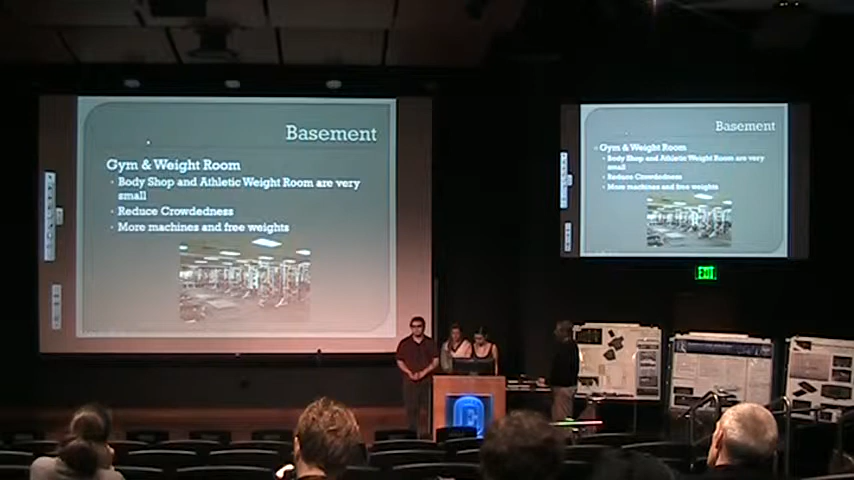 Basement
Gym & Weight Room
Body Shop and Athletic Weight Room are very
small
Reduce Crowdedness
More machines and free weights
Basement
Gym & Weight Room
Body Shop and Athletic Weight Room are very
small
Reduce Crowdedness
More machines and free weights
EXIT